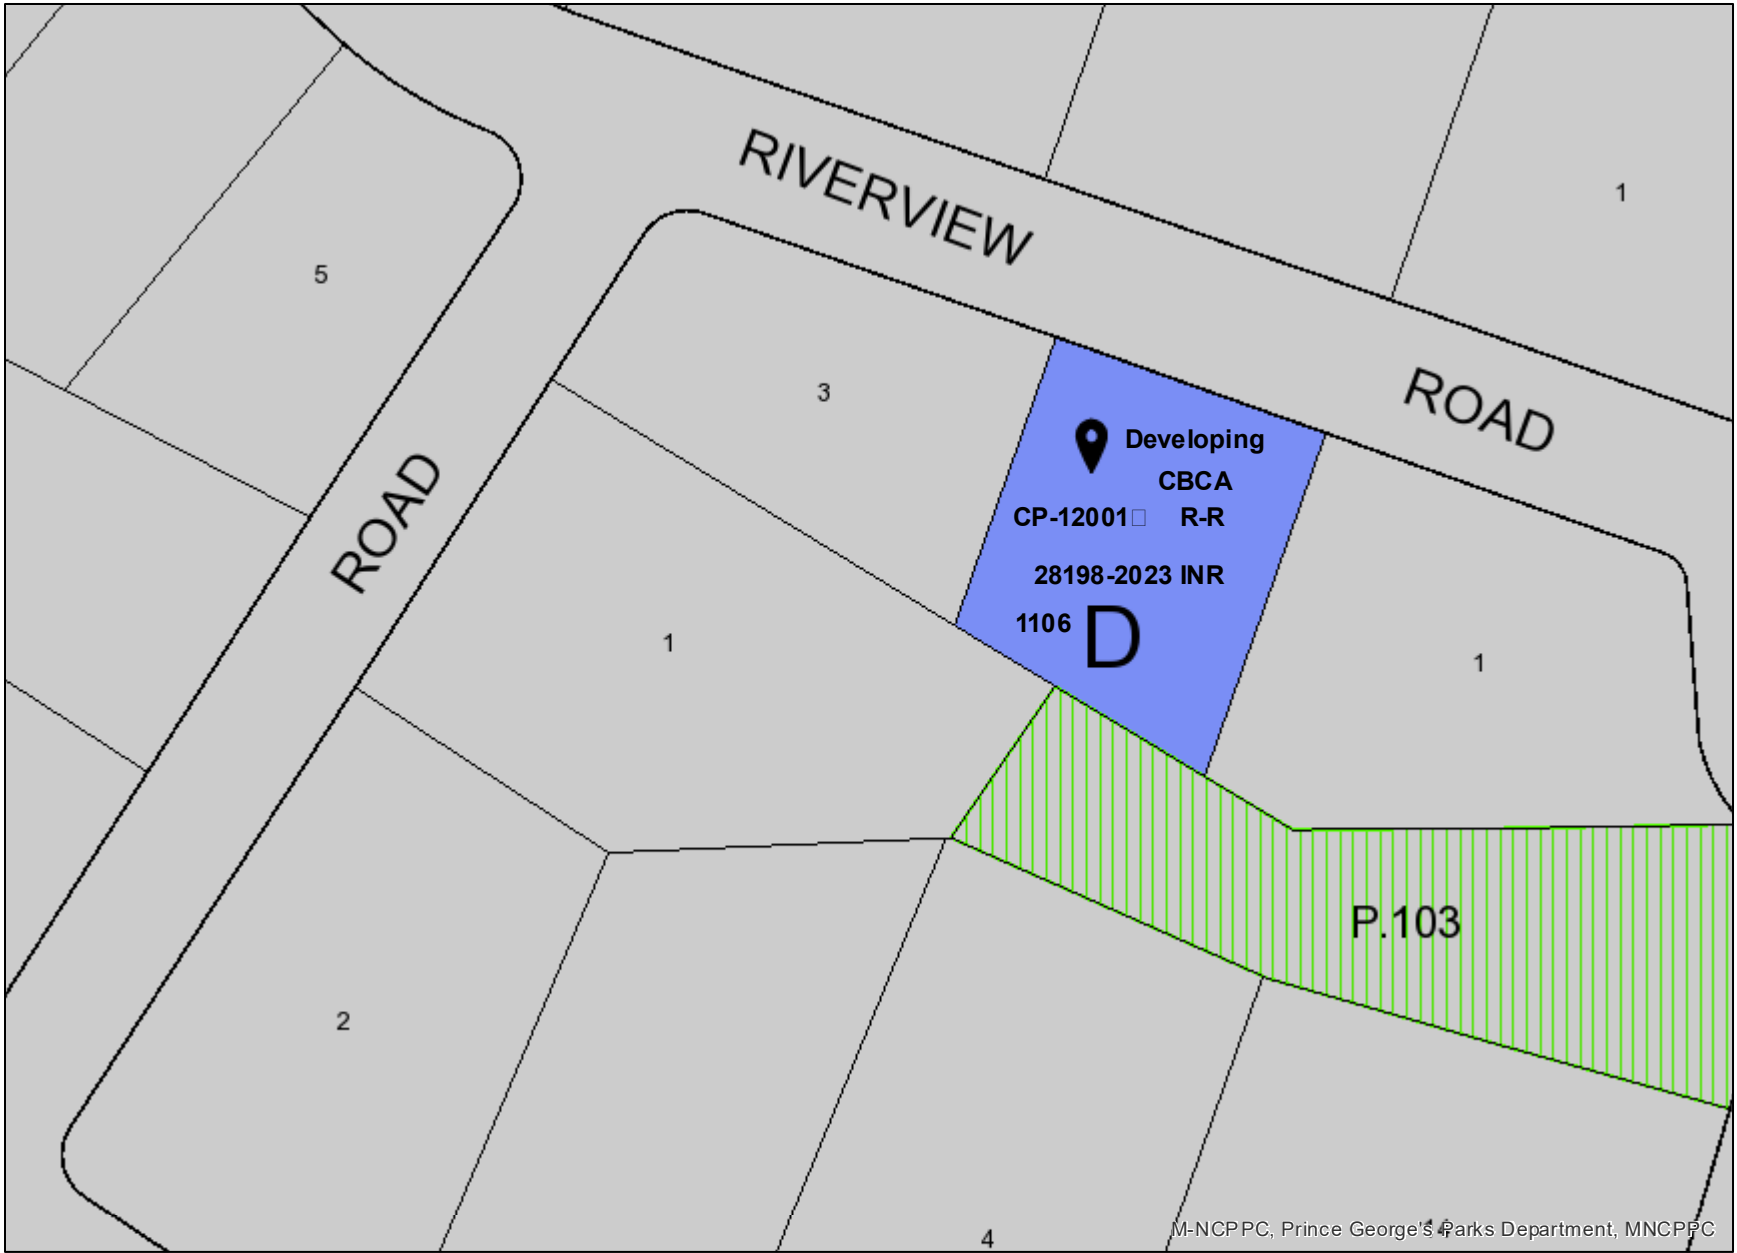 RIVERVIEW
1
5
3
ROAD
Developing
CBCA
CP-12001□ R-R
ROAD
28198-2023 INR
1106 D
1
1
P.103
2
4
14
M-NCPPC, Prince George's Parks Department, MNCPPC